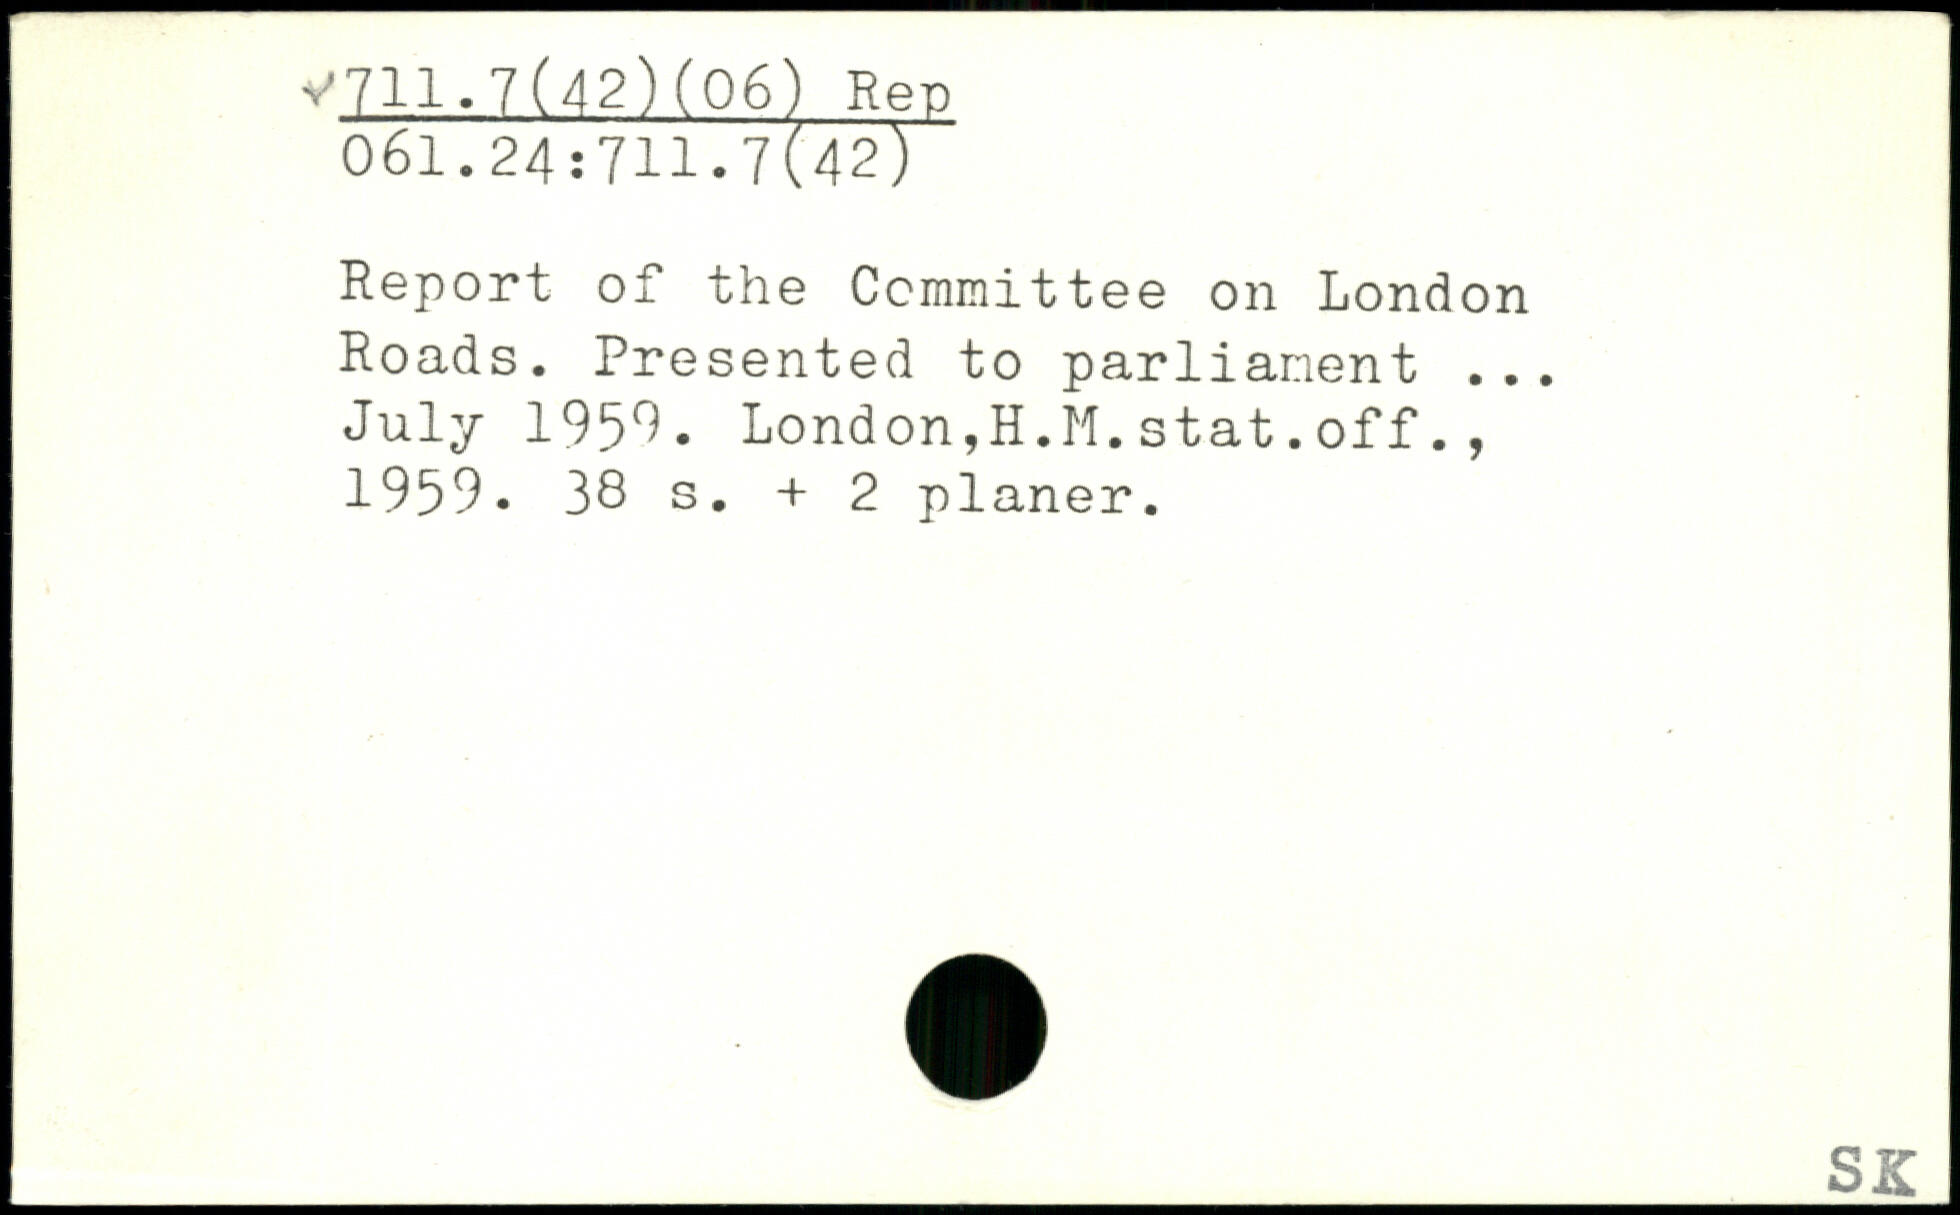 711.7(42)(06) Rep
061.24:711.7(42)
Report of the Committee on London
Roads. Presented to parliament ...
July 1959. London,H.M.stat.off.,
1959. 38 s. + 2 planer.
SK